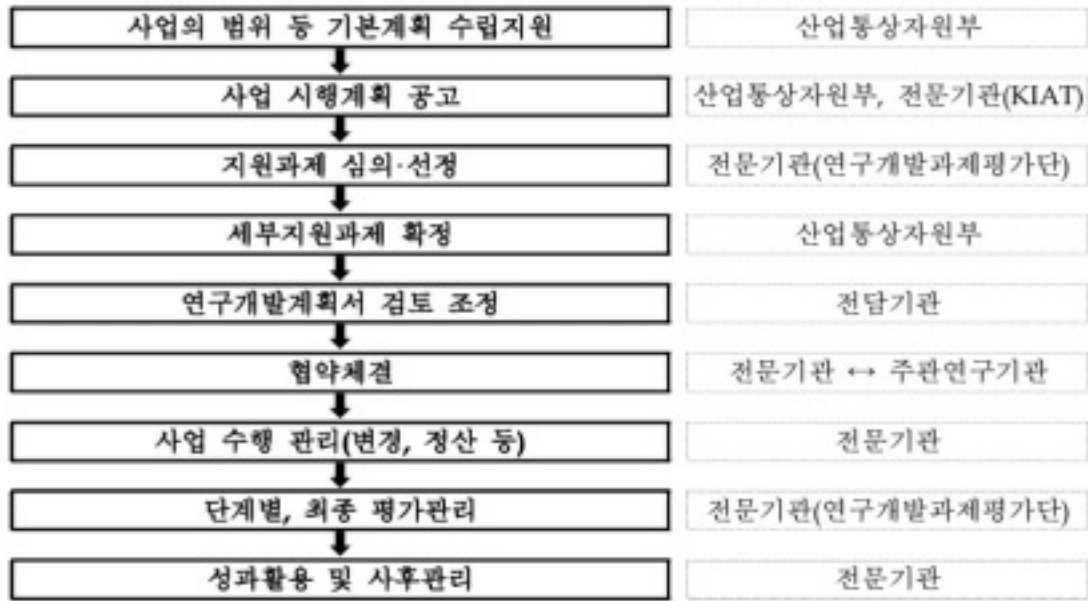 사업의 범위 등 기본계획 수립지원 산업통상자원부
사업 시행계획 공고 산업통상자원부, 전문기관(KIAT)
지원과제 심의·선정 전문기관(연구개발과제평가단)
세부지원과제 확정 산업통상자원부
연구개발계획서 검토 조정 전담기관
협약체결 전문기관 ↔ 주관연구기관
사업 수행 관리(변경, 정산 등) 전문기관
단계별, 최종 평가관리 전문기관(연구개발과제평가단)
성과활용 및 사후관리 전문기관